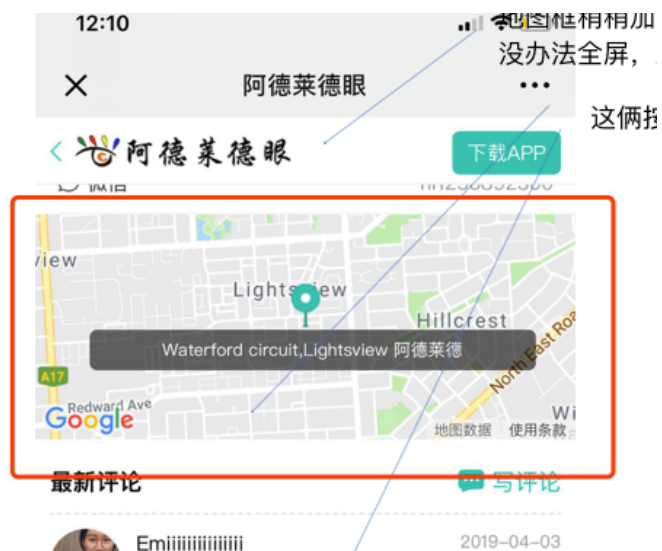 12:10
地图框稍稍加
没办法全屏，
阿德莱德眼
这俩按
阿德莱德眼
下载APP
微信
view
Lightsview
Hillcrest
Waterford circuit,Lightsview 阿德莱德
North East Roa
A17
Redward Ave
Google
Wi
地图数据 使用条款
最新评论
写评论
Emiiiiiiiiiiiiiii
2019-04-03